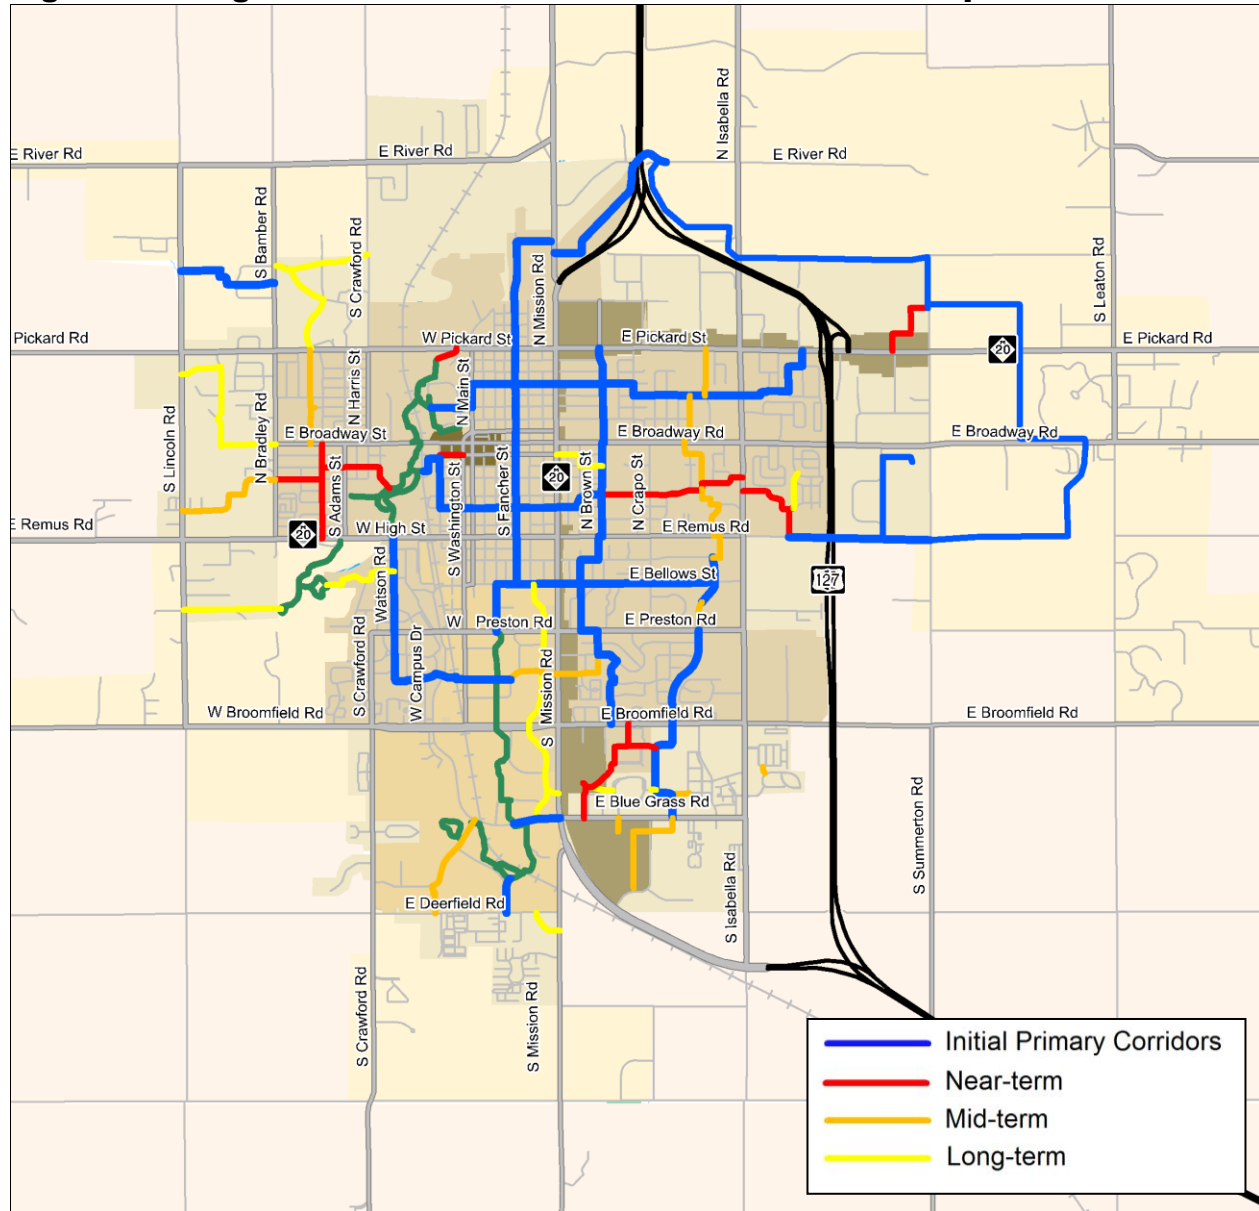 N Isabella Rd
E River Rd
E River Rd
E River Rd
S Bamber Rd
S Crawford Rd
S Leaton Rd
N Mission Rd
Pickard Rd
W Pickard St
E Pickard St
20
E Pickard Rd
N Harris St
N Main St
S Lincoln Rd
N Bradley Rd
E Broadway St
E Broadway Rd
E Broadway Rd
S Adams St
S Washington St
S Fancher St
20
N Brown St
N Crapo St
E Remus Rd
20
W High St
E Remus Rd
Watson Rd
E Bellows St
127
S Crawford Rd
W Campus Dr
W Preston Rd
E Preston Rd
S Mission Rd
W Broomfield Rd
E Broomfield Rd
E Broomfield Rd
E Blue Grass Rd
S Summerton Rd
S Isabella Rd
E Deerfield Rd
S Crawford Rd
S Mission Rd
Initial Primary Corridors
Near-term
Mid-term
Long-term